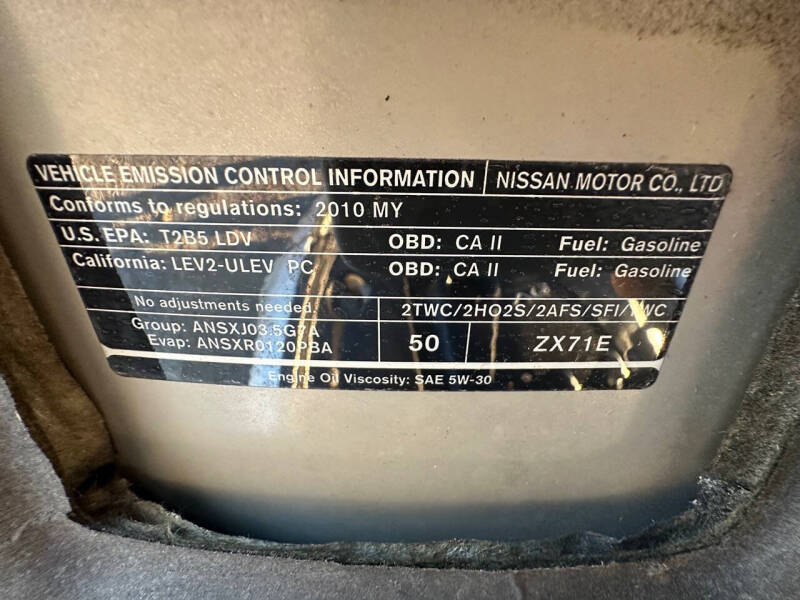 VEHICLE EMISSION CONTROL INFORMATION NISSAN MOTOR CO., LTD
Conforms to regulations: 2010 MY
U.S. EPA: T2B5 LDV OBD: CA II Fuel: Gasoline
California: LEV2-ULEV PC OBD: CA II Fuel: Gasoline
No adjustments needed. 2TWC/2HO2S/2AFS/SFI/TWC
Group: ANSXJ03.5G7A
Evap: ANSXR0120PBA
50 ZX71E
Engine Oil Viscosity: SAE 5W-30